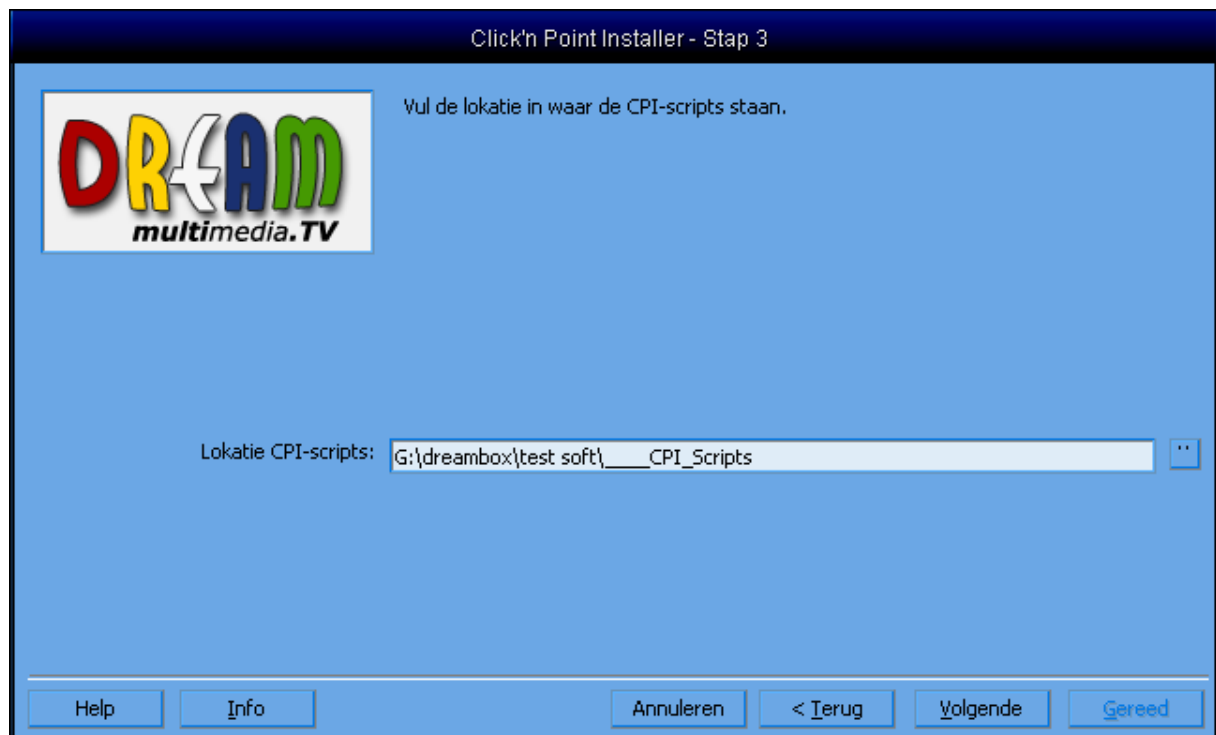 Click'n Point Installer - Stap 3
DREAM
multimedia.TV
Vul de lokatie in waar de CPI-scripts staan.
Lokatie CPI-scripts:
G:\dreambox\test soft\____CPI_Scripts
..
Help
Info
Annuleren
< Terug
Volgende
Gereed